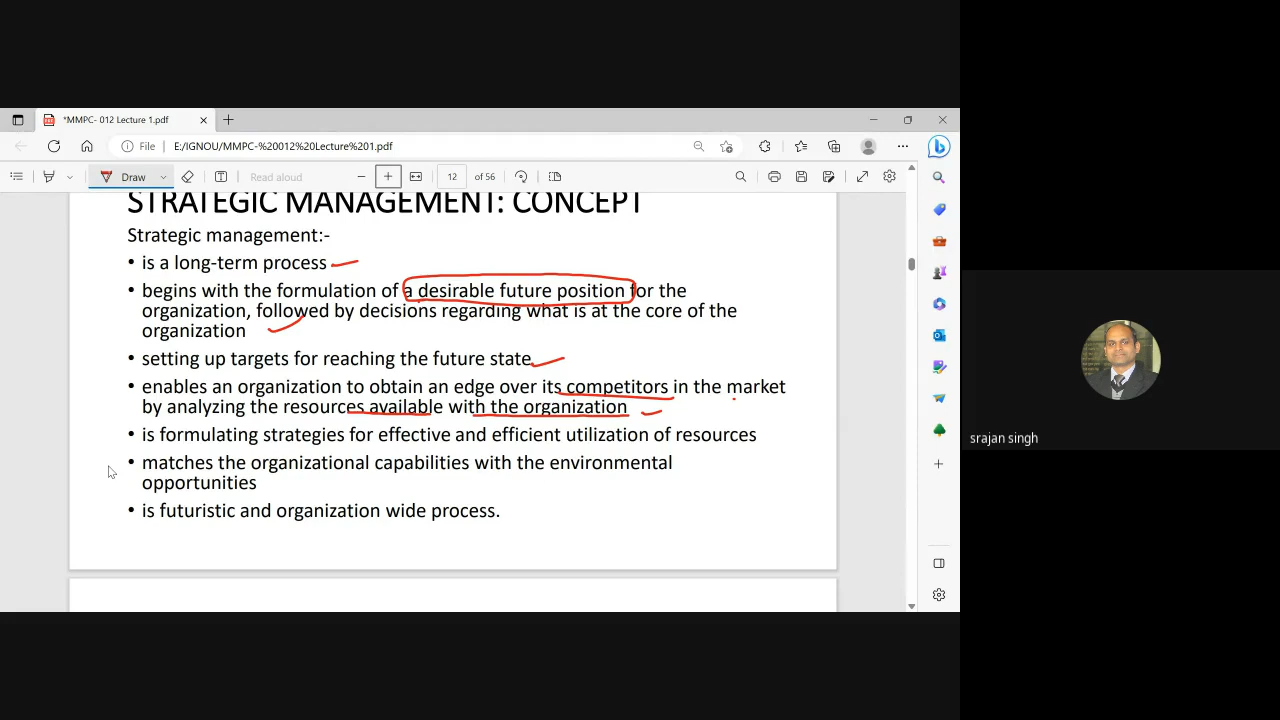 *MMPC- 012 Lecture 1.pdf
File E:/IGNOU/MMPC-%20012%20Lecture%201.pdf
Draw Read aloud 12 of 56
STRATEGIC MANAGEMENT: CONCEPT
Strategic management:-
• is a long-term process
• begins with the formulation of a desirable future position for the
organization, followed by decisions regarding what is at the core of the
organization
• setting up targets for reaching the future state
• enables an organization to obtain an edge over its competitors in the market
by analyzing the resources available with the organization
• is formulating strategies for effective and efficient utilization of resources
• matches the organizational capabilities with the environmental
opportunities
• is futuristic and organization wide process.
srajan singh